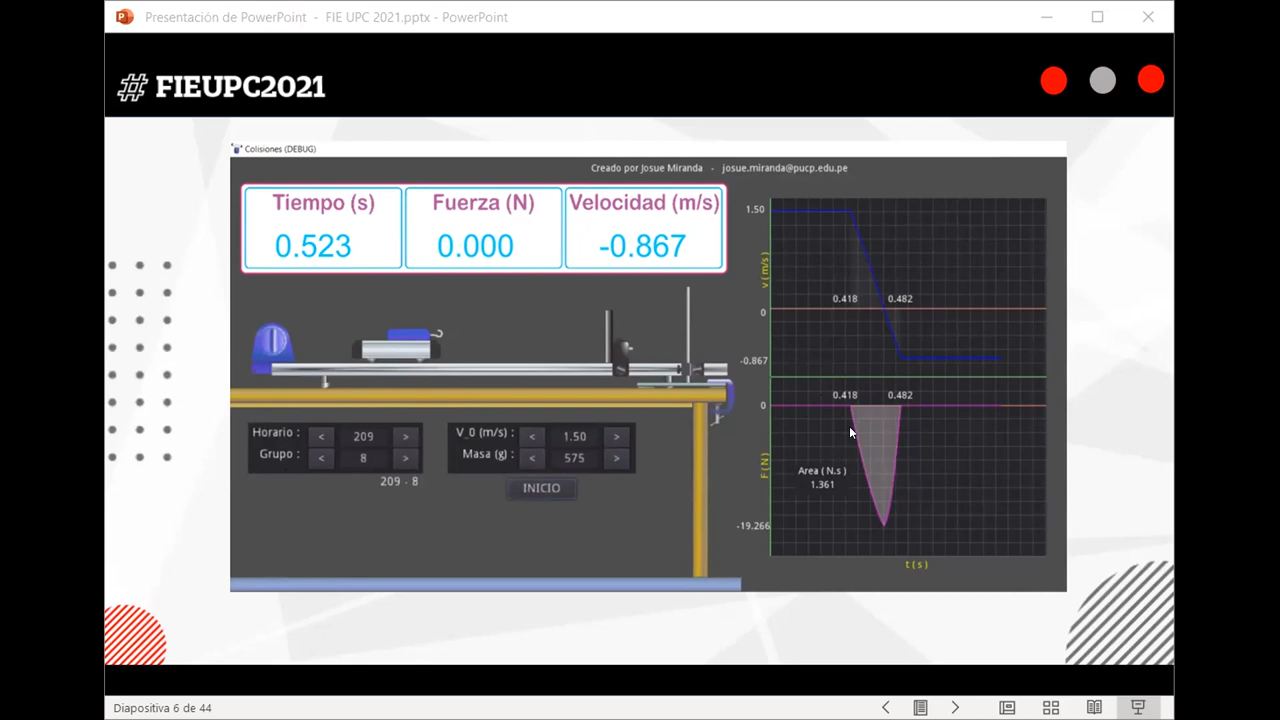 Presentación de PowerPoint - FIE UPC 2021.pptx - PowerPoint
# FIEUPC2021
Colisiones (DEBUG)
Creado por Josue Miranda - josue.miranda@pucp.edu.pe
Tiempo (s) Fuerza (N) Velocidad (m/s)
0.523 0.000 -0.867
1.50
v (m/s)
0.418 0.482
0
-0.867
0.418 0.482
0
F (N)
Area ( N.s )
1.361
-19.266
t ( s )
Horario : < 209 >
Grupo : < 8 >
209 - 8
V_0 (m/s) : < 1.50 >
Masa (g) : < 575 >
INICIO
Diapositiva 6 de 44